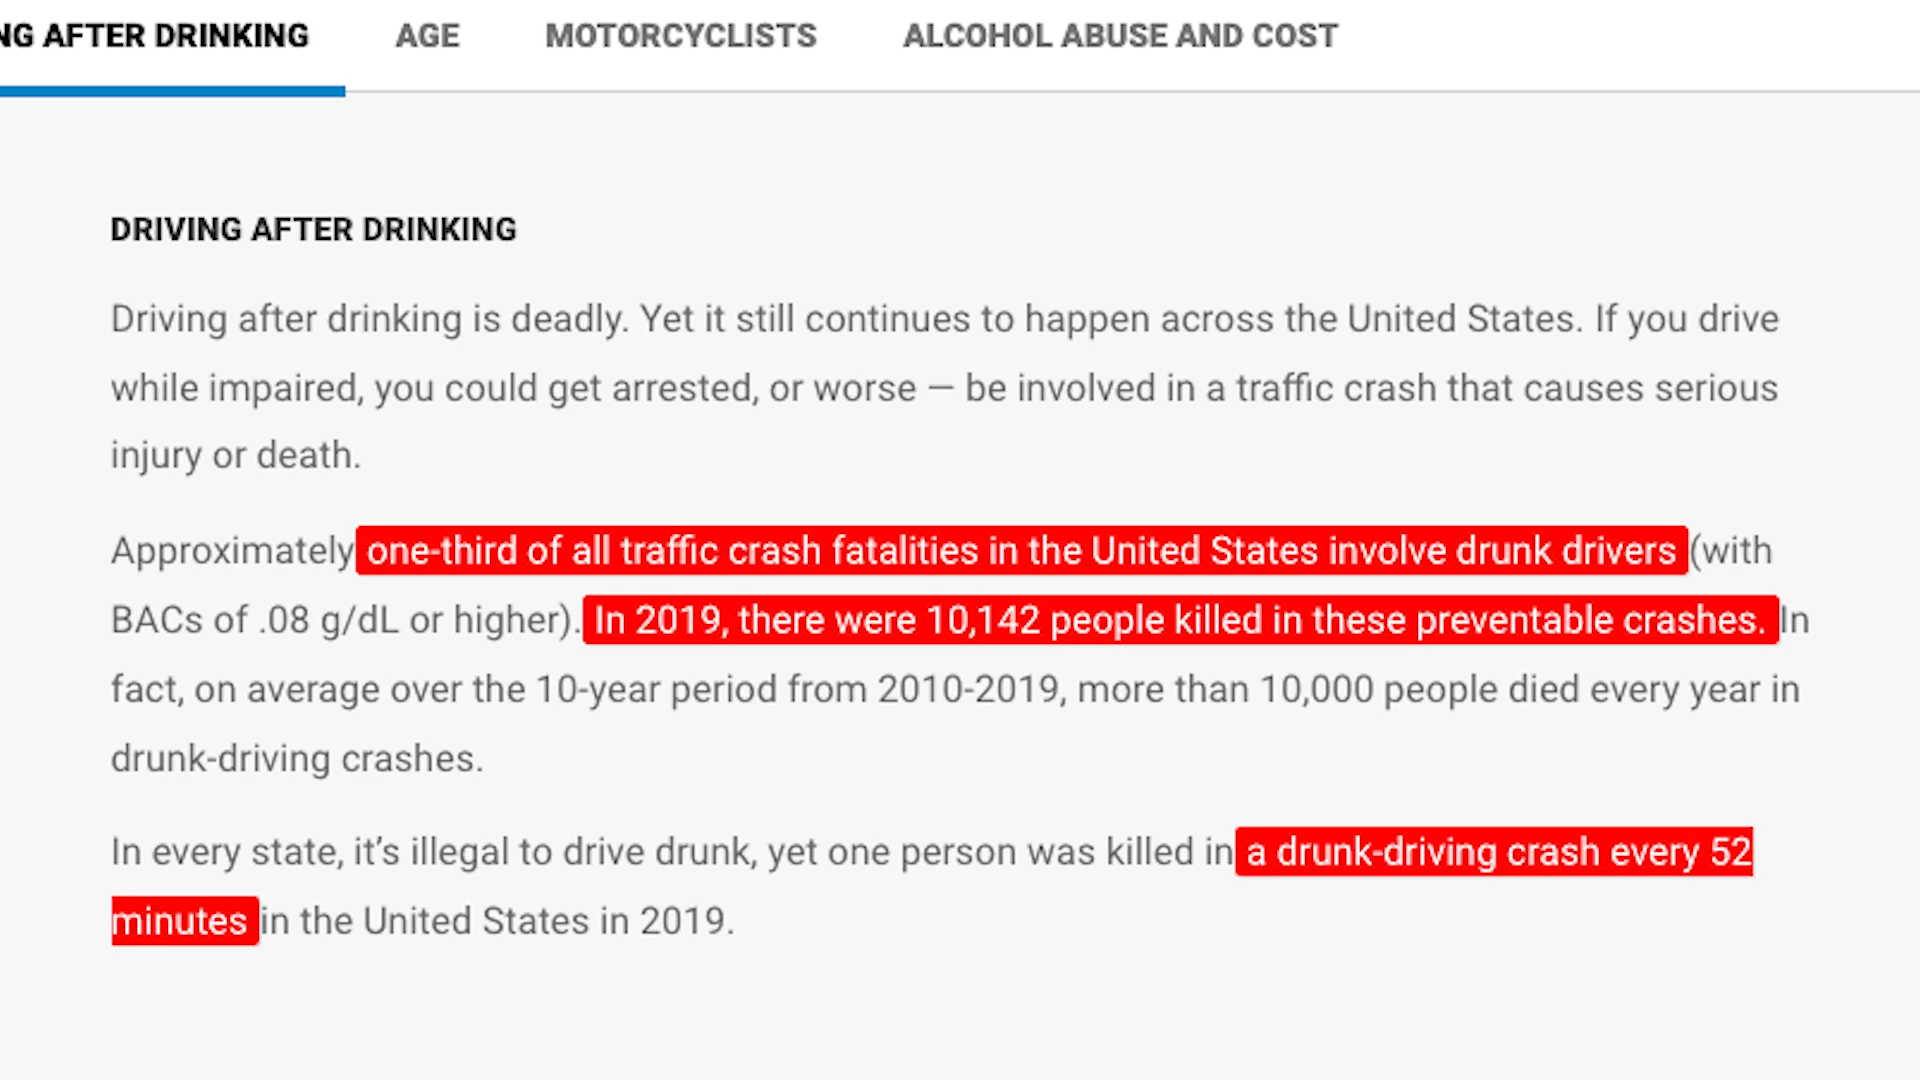 NG AFTER DRINKING AGE MOTORCYCLISTS ALCOHOL ABUSE AND COST
DRIVING AFTER DRINKING
Driving after drinking is deadly. Yet it still continues to happen across the United States. If you drive
while impaired, you could get arrested, or worse — be involved in a traffic crash that causes serious
injury or death.
Approximately one-third of all traffic crash fatalities in the United States involve drunk drivers (with
BACs of .08 g/dL or higher). In 2019, there were 10,142 people killed in these preventable crashes. In
fact, on average over the 10-year period from 2010-2019, more than 10,000 people died every year in
drunk-driving crashes.
In every state, it’s illegal to drive drunk, yet one person was killed in a drunk-driving crash every 52
minutes in the United States in 2019.